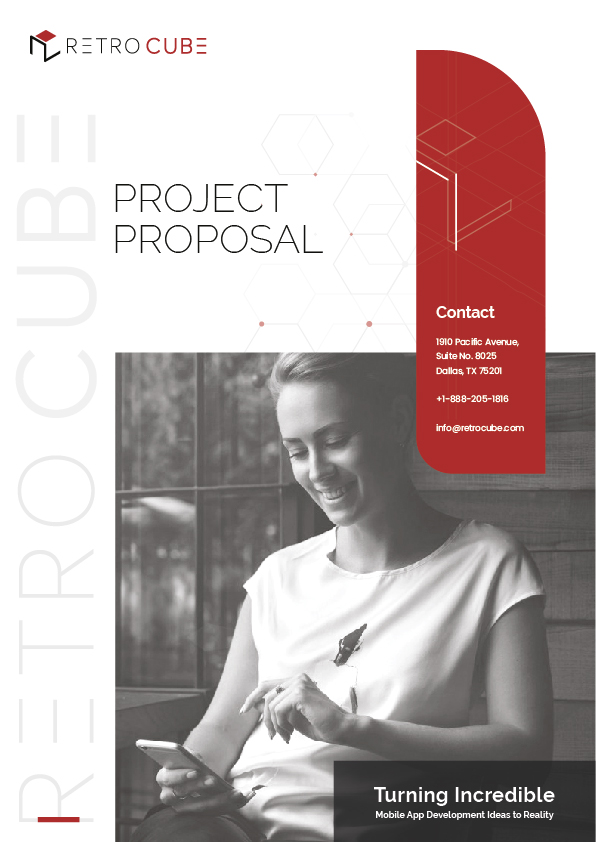 RETRO CUBE
RETRO CUBE
PROJECT
PROPOSAL
Contact
1910 Pacific Avenue,
Suite No. 8025
Dallas, TX 75201
+1-888-205-1816
info@retrocube.com
Turning Incredible
Mobile App Development Ideas to Reality